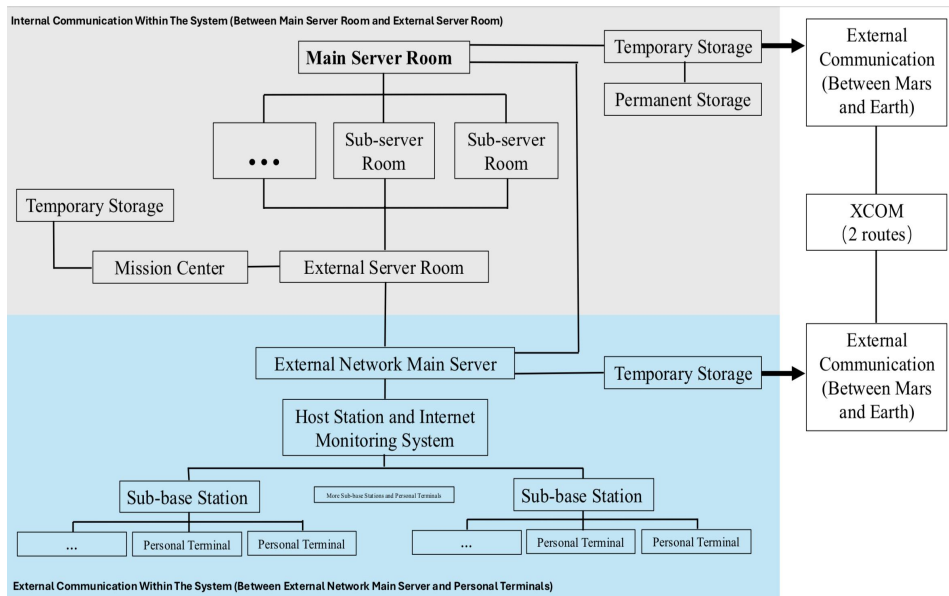 Internal Communication Within The System (Between Main Server Room and External Server Room)
Main Server Room
Temporary Storage
Permanent Storage
External
Communication
(Between Mars
and Earth)
...
Sub-server
Room
Sub-server
Room
Temporary Storage
XCOM
(2 routes)
Mission Center
External Server Room
External Network Main Server
Temporary Storage
External
Communication
(Between Mars
and Earth)
Host Station and Internet
Monitoring System
Sub-base Station
More Sub-base Stations and Personal Terminals
Sub-base Station
...
Personal Terminal
Personal Terminal
...
Personal Terminal
Personal Terminal
External Communication Within The System (Between External Network Main Server and Personal Terminals)